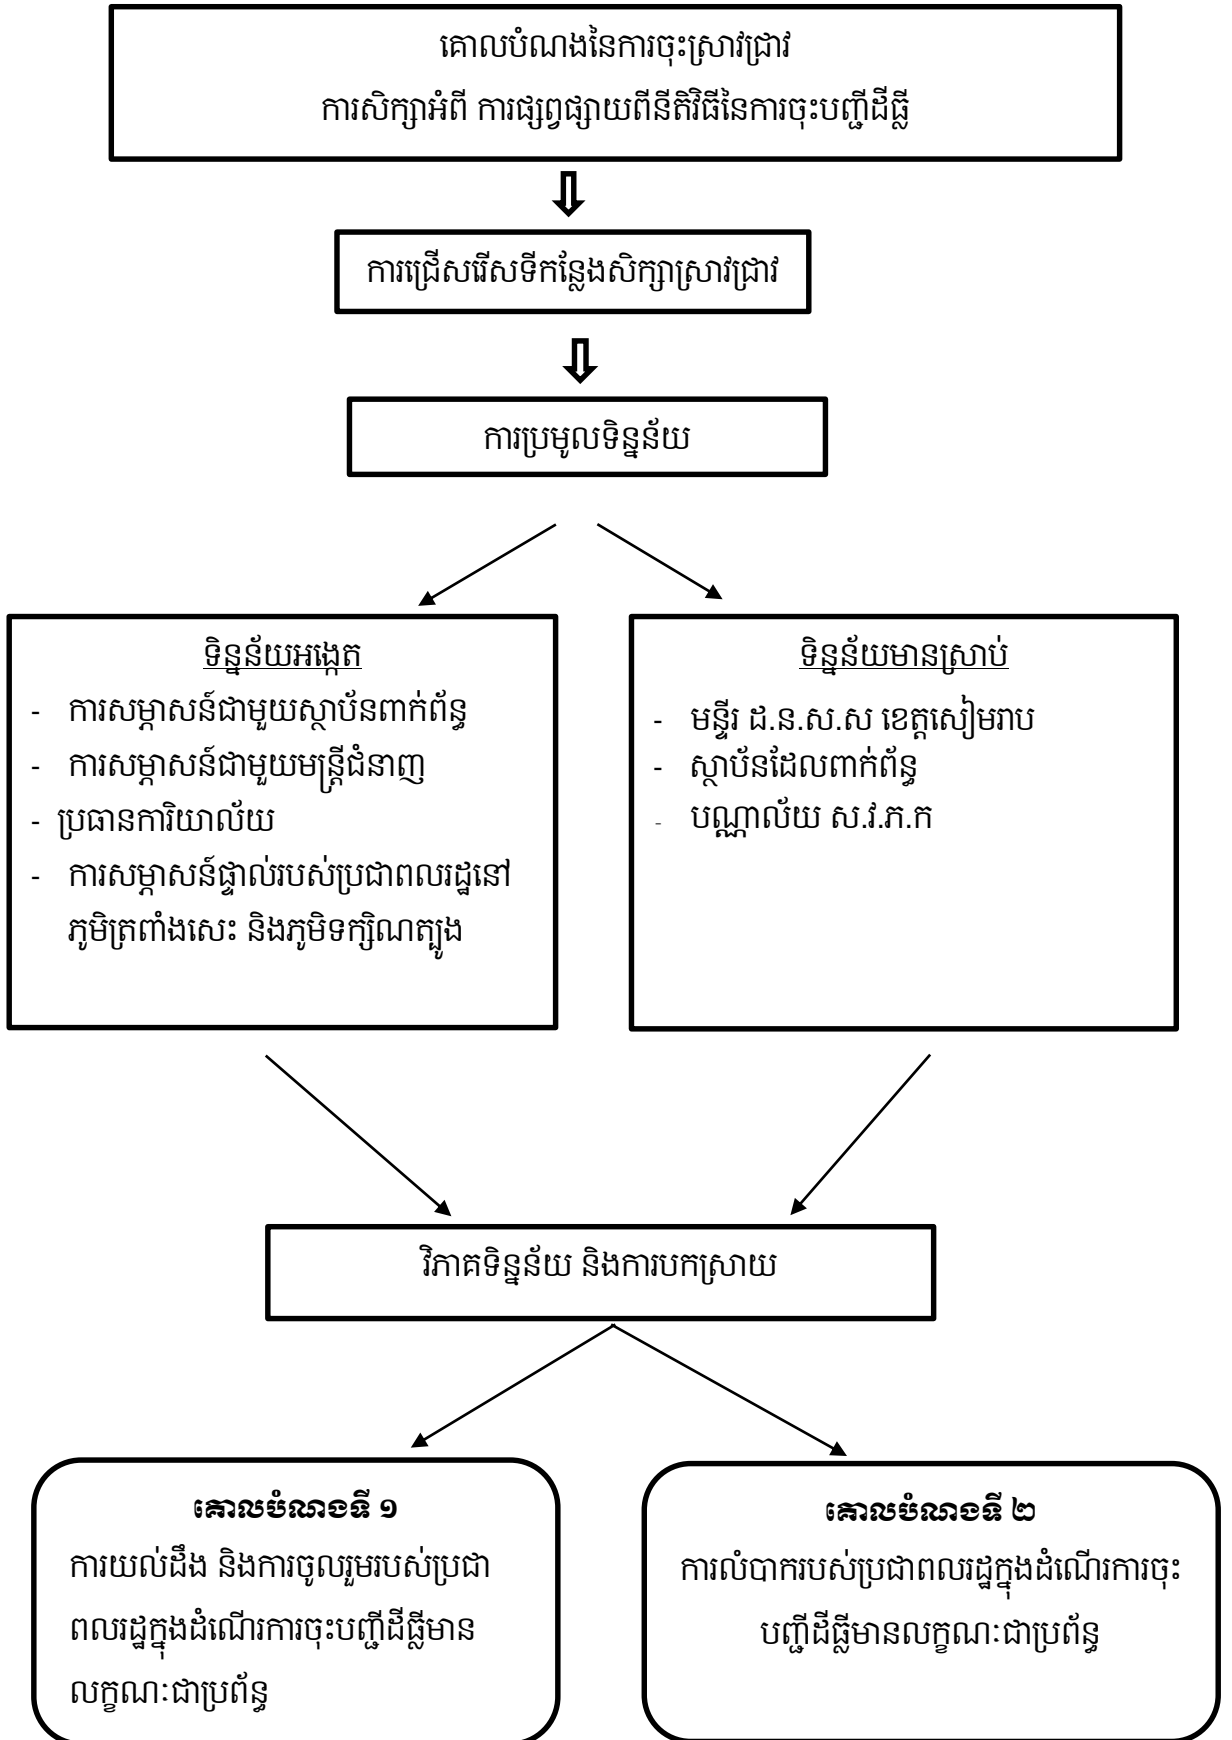 គោលបំណងនៃការចុះស្រាវជ្រាវ
ការសិក្សាអំពី ការផ្សព្វផ្សាយពីនីតិវិធីនៃការចុះបញ្ជីដីធ្លី
ការជ្រើសរើសទីកន្លែងសិក្សាស្រាវជ្រាវ
ការប្រមូលទិន្នន័យ
ទិន្នន័យអង្កេត
- ការសម្ភាសន៍ជាមួយស្ថាប័នពាក់ព័ន្ធ
- ការសម្ភាសន៍ជាមួយមន្ត្រីជំនាញ
- ប្រធានការិយាល័យ
- ការសម្ភាសន៍ផ្ទាល់របស់ប្រជាពលរដ្ឋនៅ
ភូមិត្រពាំងសេះ និងភូមិទក្សិណត្បូង
ទិន្នន័យមានស្រាប់
- មន្ទីរ ដ.ន.ស.ស ខេត្តសៀមរាប
- ស្ថាប័នដែលពាក់ព័ន្ធ
- បណ្ណាល័យ ស.វ.ភ.ក
វិភាគទិន្នន័យ និងការបកស្រាយ
គោលបំណងទី ១
ការយល់ដឹង និងការចូលរួមរបស់ប្រជា
ពលរដ្ឋក្នុងដំណើរការចុះបញ្ជីដីធ្លីមាន
លក្ខណៈជាប្រព័ន្ធ
គោលបំណងទី ២
ការលំបាករបស់ប្រជាពលរដ្ឋក្នុងដំណើរការចុះ
បញ្ជីដីធ្លីមានលក្ខណៈជាប្រព័ន្ធ